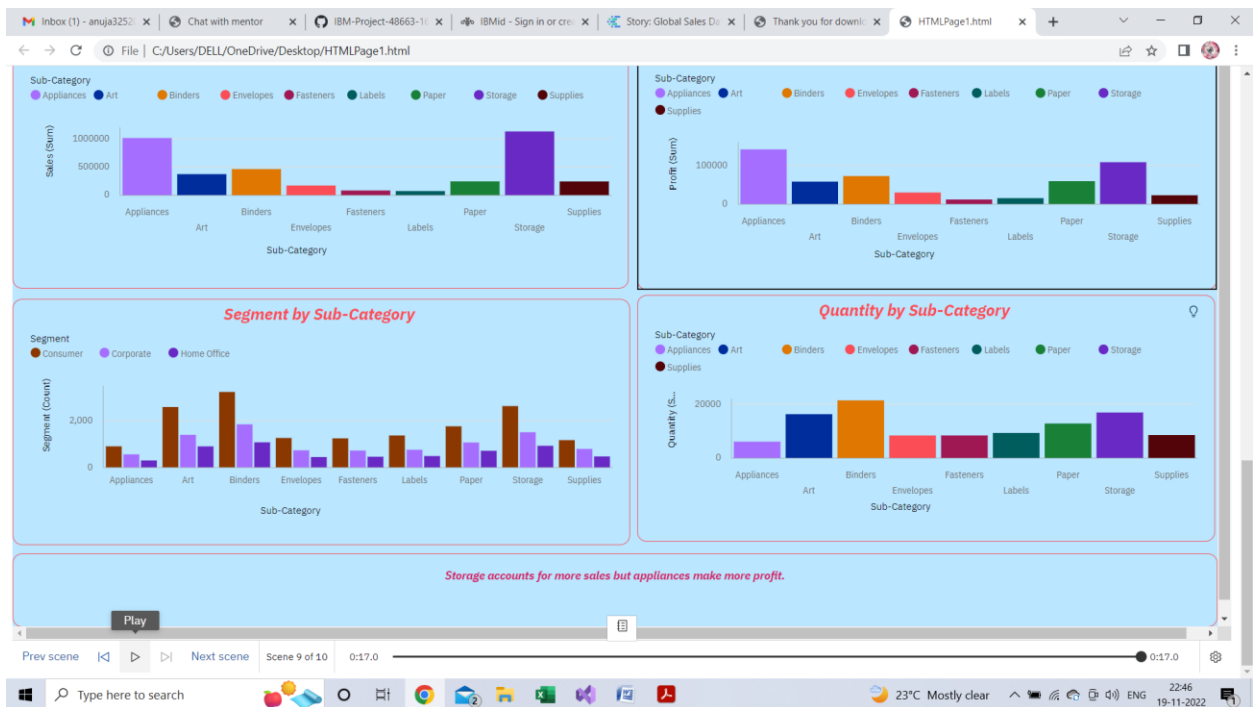 Inbox (1) - anuja3252
Chat with mentor
IBM-Project-48663-1
IBMid - Sign in or crea
Story: Global Sales Da
Thank you for downlo
HTMLPage1.html
File | C:/Users/DELL/OneDrive/Desktop/HTMLPage1.html
Sub-Category
Appliances Art Binders Envelopes Fasteners Labels Paper Storage Supplies
Sales (Sum)
1000000
500000
0
Appliances Binders Fasteners Paper Supplies
Art Envelopes Labels Storage
Sub-Category
Sub-Category
Appliances Art Binders Envelopes Fasteners Labels Paper Storage
Supplies
Profit (Sum)
100000
0
Appliances Binders Fasteners Paper Supplies
Art Envelopes Labels Storage
Sub-Category
Segment by Sub-Category
Segment
Consumer Corporate Home Office
Segment (Count)
2,000
0
Appliances Art Binders Envelopes Fasteners Labels Paper Storage Supplies
Sub-Category
Quantity by Sub-Category
Sub-Category
Appliances Art Binders Envelopes Fasteners Labels Paper Storage
Supplies
Quantity (S...
20000
0
Appliances Binders Fasteners Paper Supplies
Art Envelopes Labels Storage
Sub-Category
Storage accounts for more sales but appliances make more profit.
Play
Prev scene Next scene Scene 9 of 10 0:17.0 0:17.0
Type here to search
23°C Mostly clear ENG
22:46
19-11-2022